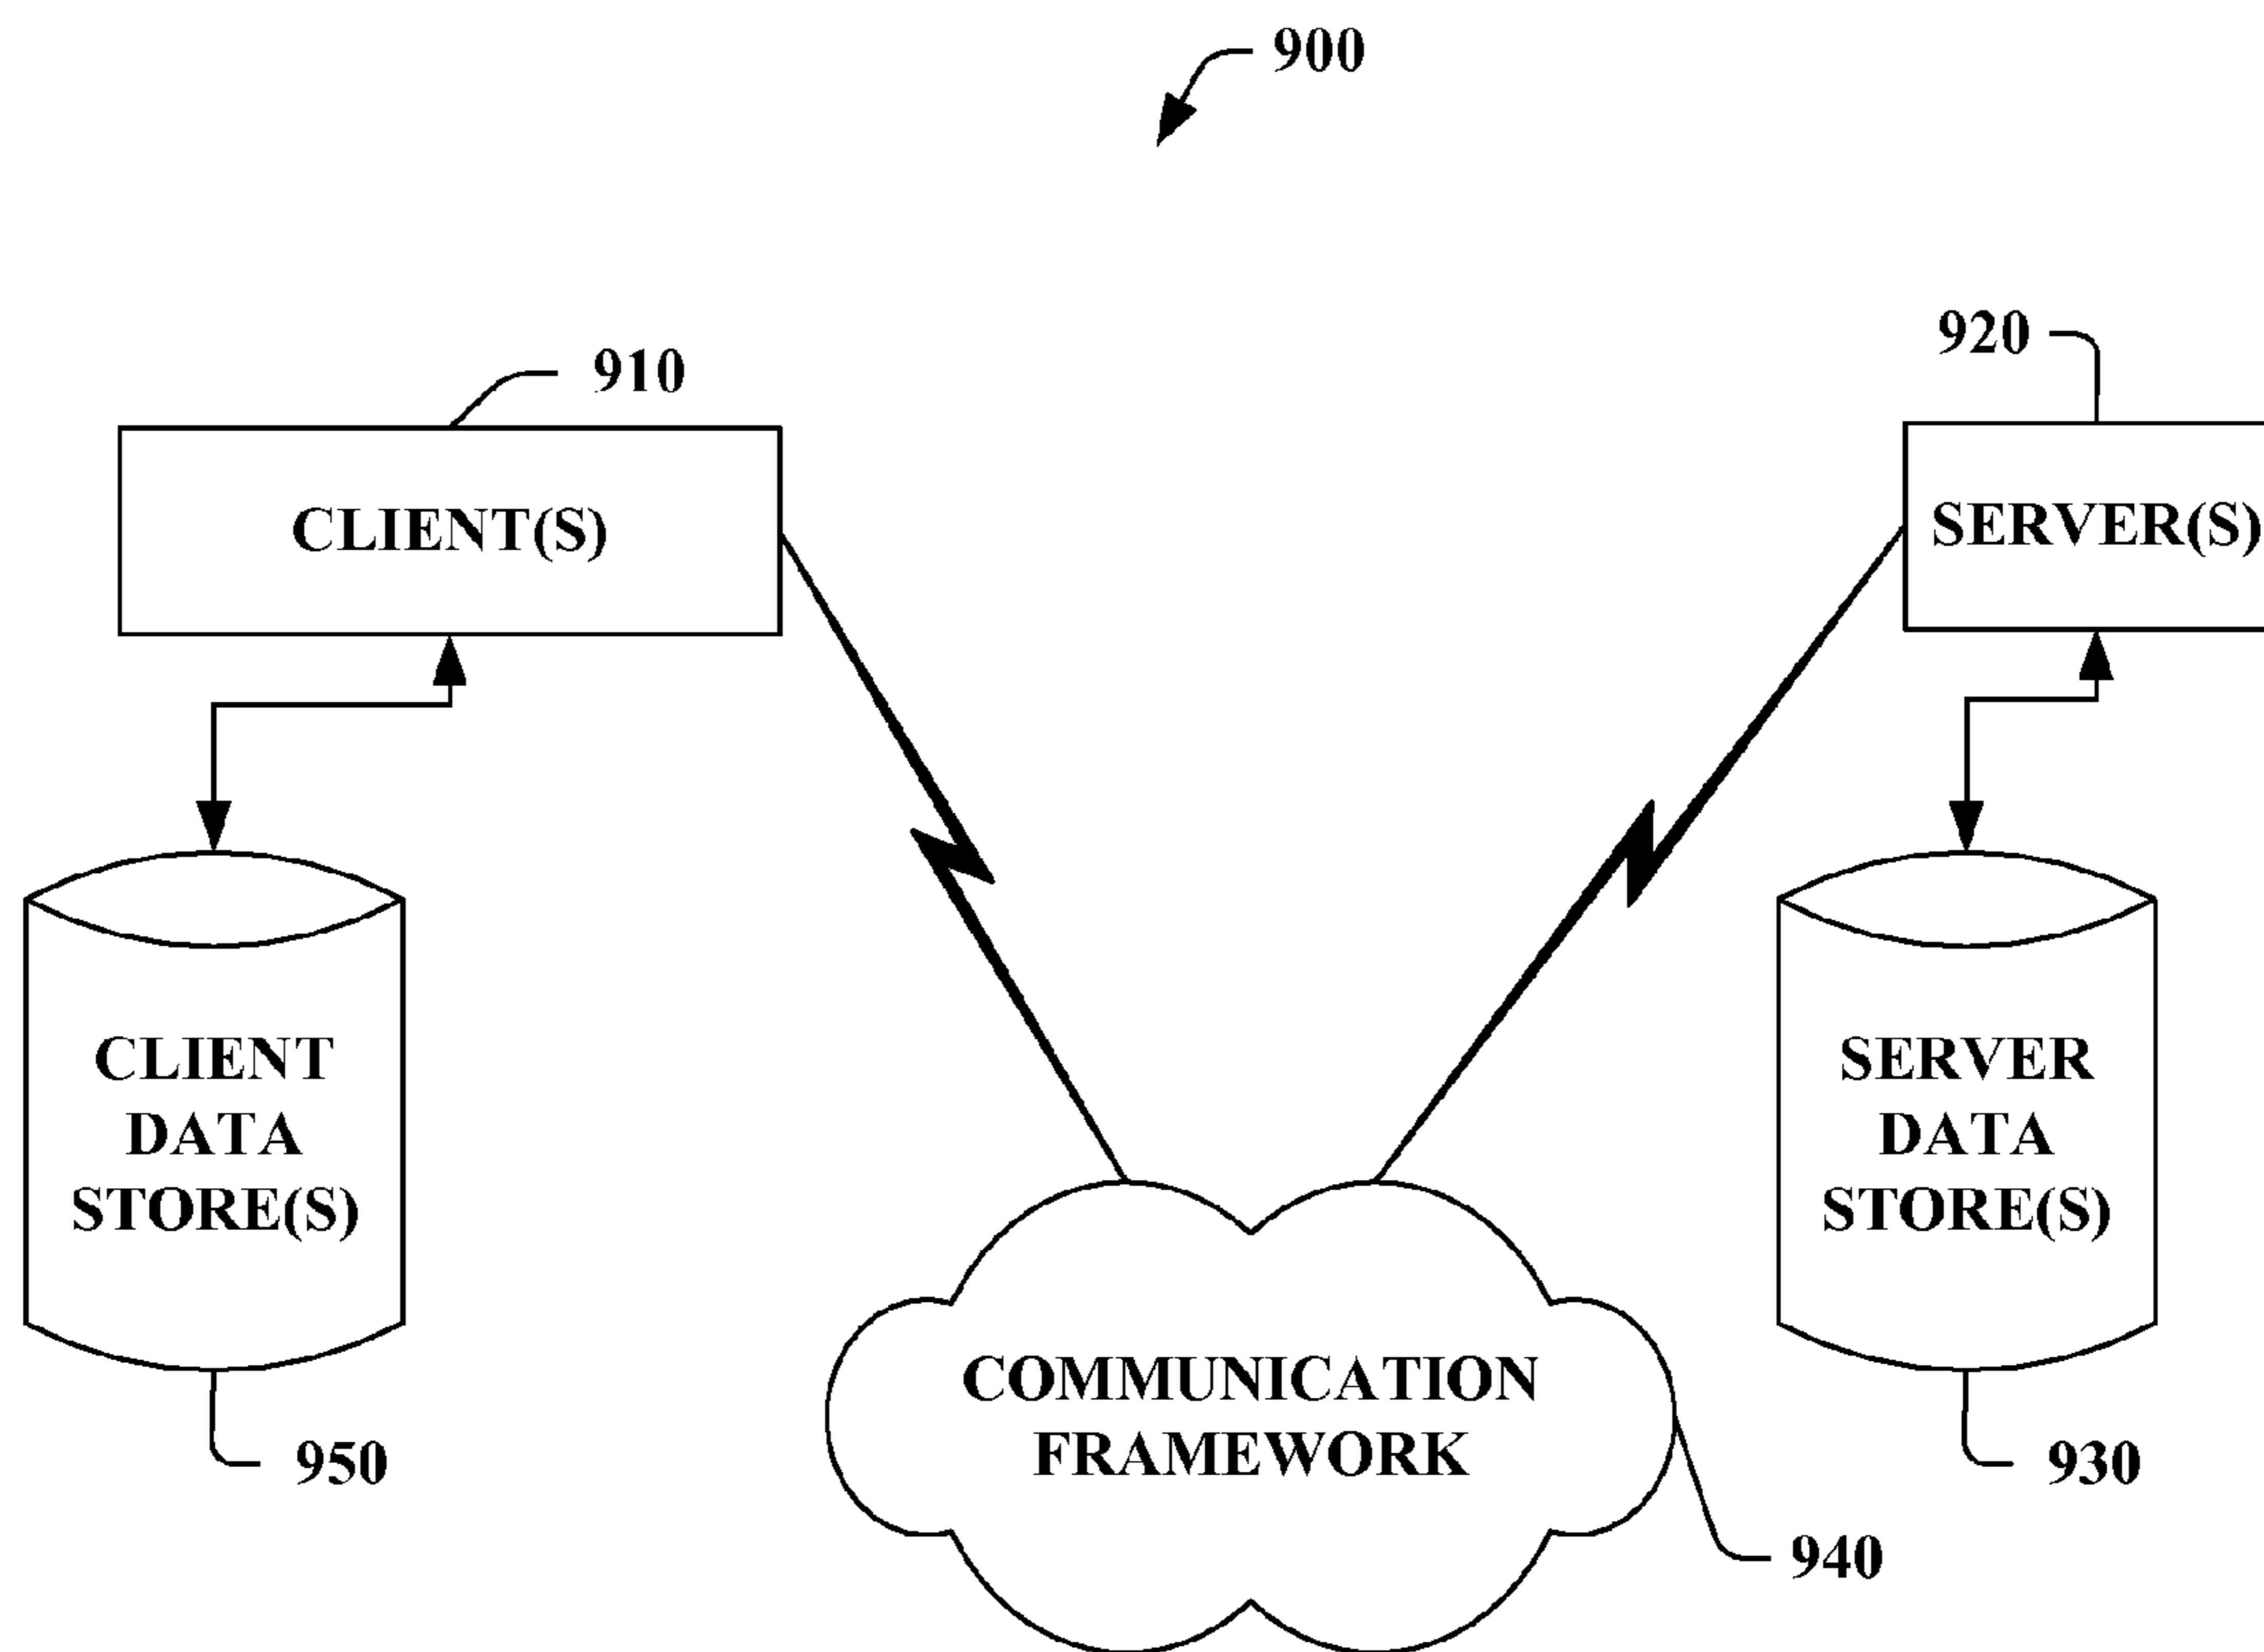 900
920
910
CLIENT(S)
SERVER(S)
CLIENT
DATA
STORE(S)
SERVER
DATA
STORE(S)
COMMUNICATION
FRAMEWORK
950
930
940